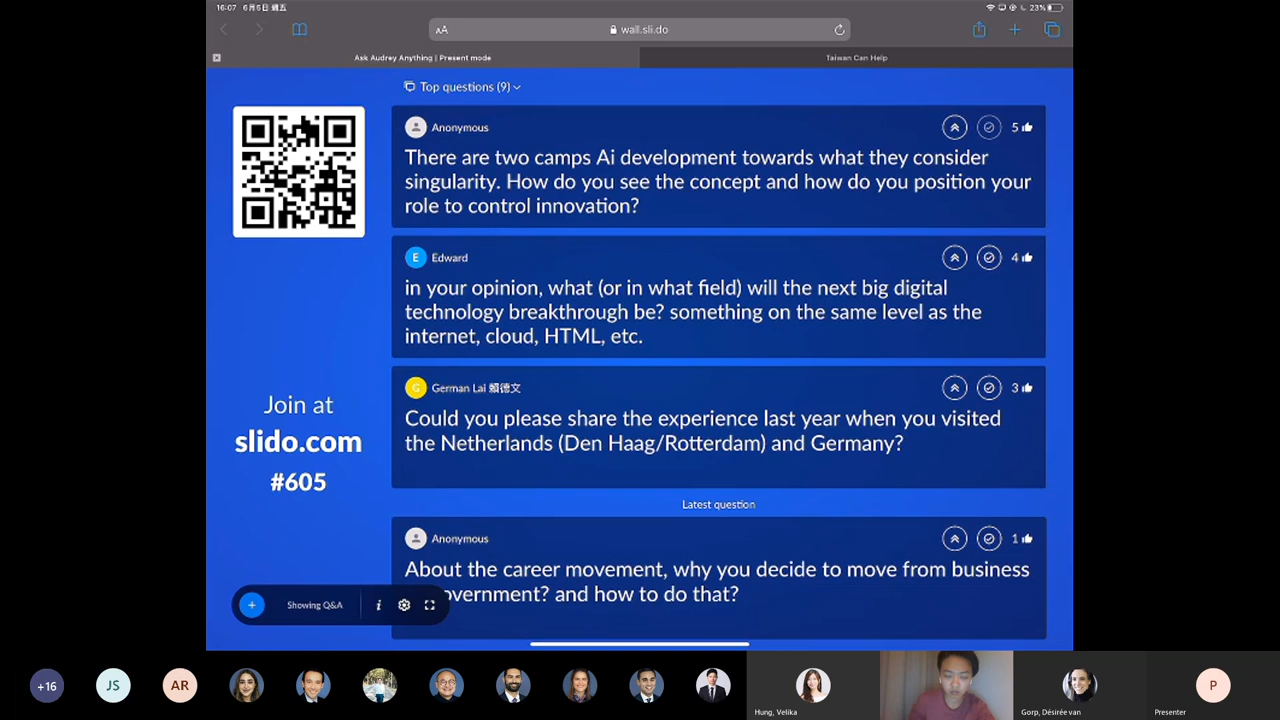 16:07 6月5日 週五
23%
AA
wall.sli.do
Ask Audrey Anything | Present mode
Taiwan Can Help
Top questions (9)
Anonymous
5
There are two camps Ai development towards what they consider
singularity. How do you see the concept and how do you position your
role to control innovation?
E
Edward
4
in your opinion, what (or in what field) will the next big digital
technology breakthrough be? something on the same level as the
internet, cloud, HTML, etc.
G
German Lai 賴德文
3
Could you please share the experience last year when you visited
the Netherlands (Den Haag/Rotterdam) and Germany?
Latest question
Anonymous
1
About the career movement, why you decide to move from business
overnment? and how to do that?
Join at
slido.com
#605
+
Showing Q&A
i
+16
JS
AR
Hung, Velika
Gorp, Désirée van
P
Presenter